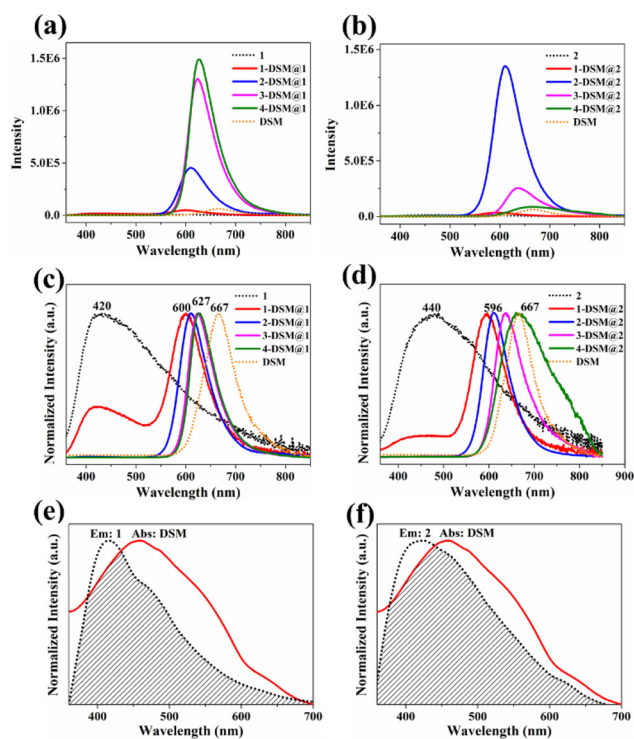 (a)
1.5E6
1.0E6
5.0E5
0.0
Intensity
400 500 600 700 800
Wavelength (nm)
1
1-DSM@1
2-DSM@1
3-DSM@1
4-DSM@1
DSM
(b)
1.5E6
1.0E6
5.0E5
0.0
Intensity
400 500 600 700 800
Wavelength (nm)
2
1-DSM@2
2-DSM@2
3-DSM@2
4-DSM@2
DSM
(c)
420 600 627 667
1
1-DSM@1
2-DSM@1
3-DSM@1
4-DSM@1
DSM
Normalized Intensity (a.u.)
400 500 600 700 800
Wavelength (nm)
(d)
440 596 667
2
1-DSM@2
2-DSM@2
3-DSM@2
4-DSM@2
DSM
Normalized Intensity (a.u.)
400 500 600 700 800 900
Wavelength (nm)
(e)
Em: 1 Abs: DSM
Normalized Intensity (a.u.)
400 500 600 700
Wavelength (nm)
(f)
Em: 2 Abs: DSM
Normalized Intensity (a.u.)
400 500 600 700
Wavelength (nm)